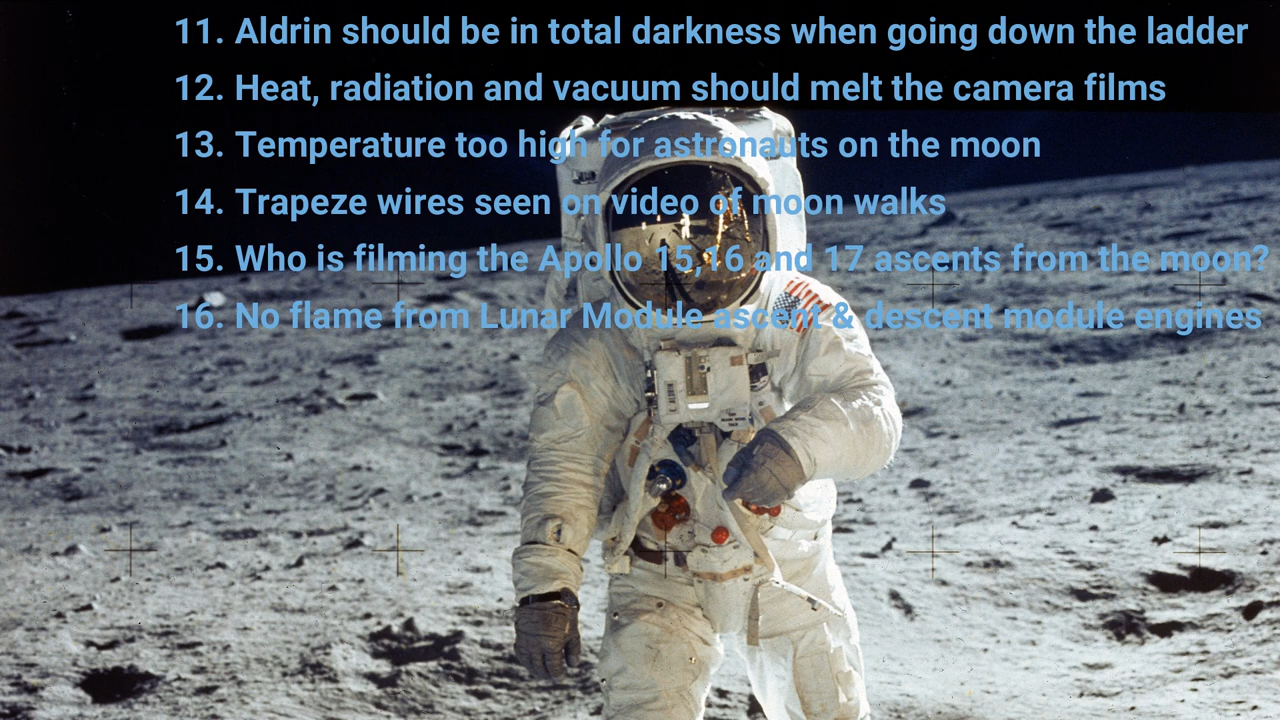 11. Aldrin should be in total darkness when going down the ladder
12. Heat, radiation and vacuum should melt the camera films
13. Temperature too high for astronauts on the moon
14. Trapeze wires seen on video of moon walks
15. Who is filming the Apollo 15,16 and 17 ascents from the moon?
16. No flame from Lunar Module ascent & descent module engines